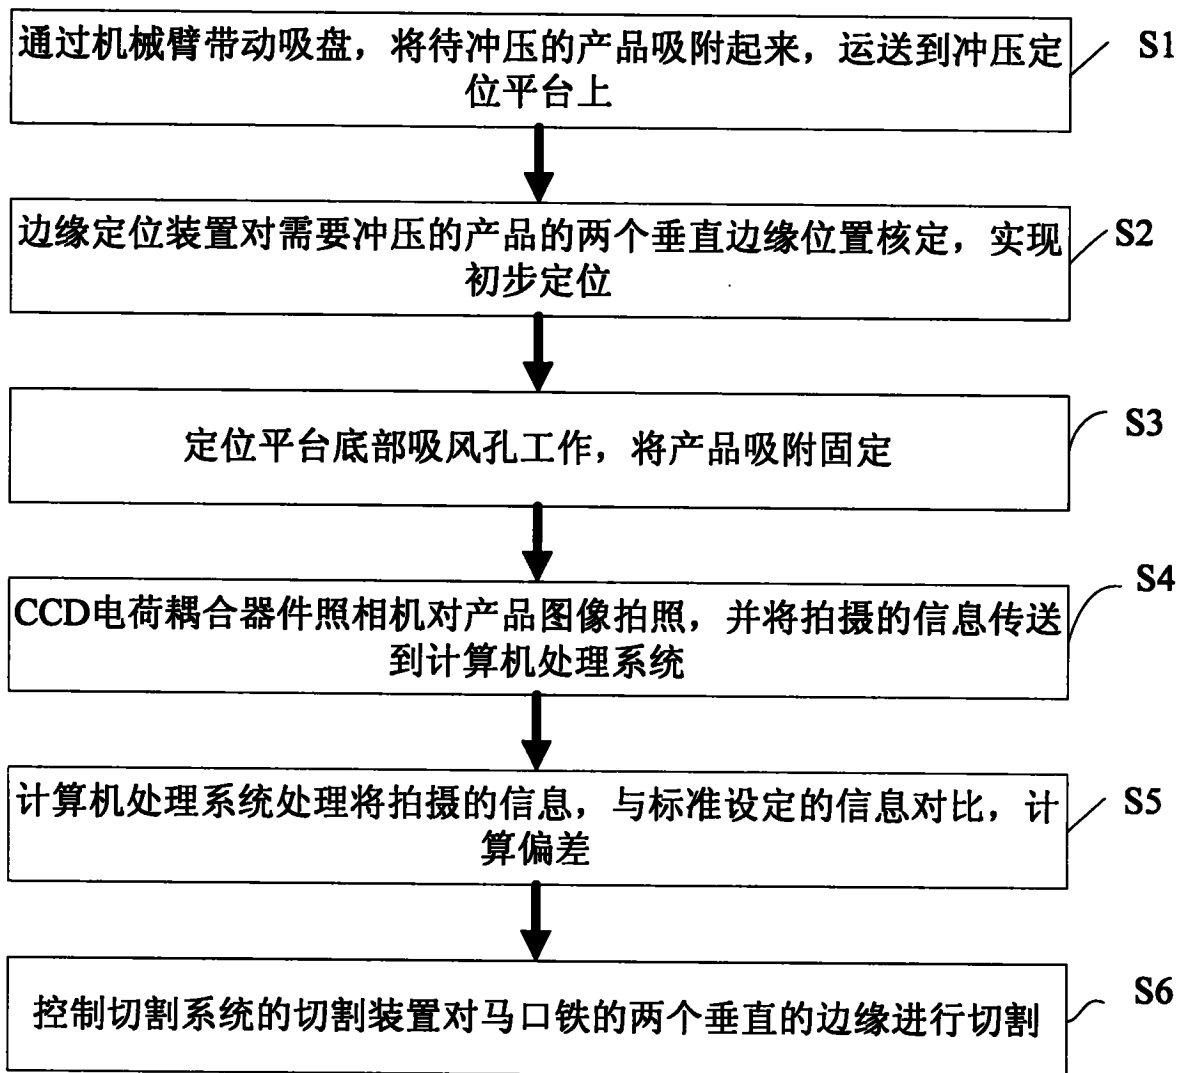 通过机械臂带动吸盘，将待冲压的产品吸附起来，运送到冲压定
位平台上
S1
边缘定位装置对需要冲压的产品的两个垂直边缘位置核定，实现
初步定位
S2
定位平台底部吸风孔工作，将产品吸附固定
S3
CCD电荷耦合器件照相机对产品图像拍照，并将拍摄的信息传送
到计算机处理系统
S4
计算机处理系统处理将拍摄的信息，与标准设定的信息对比，计
算偏差
S5
控制切割系统的切割装置对马口铁的两个垂直的边缘进行切割
S6